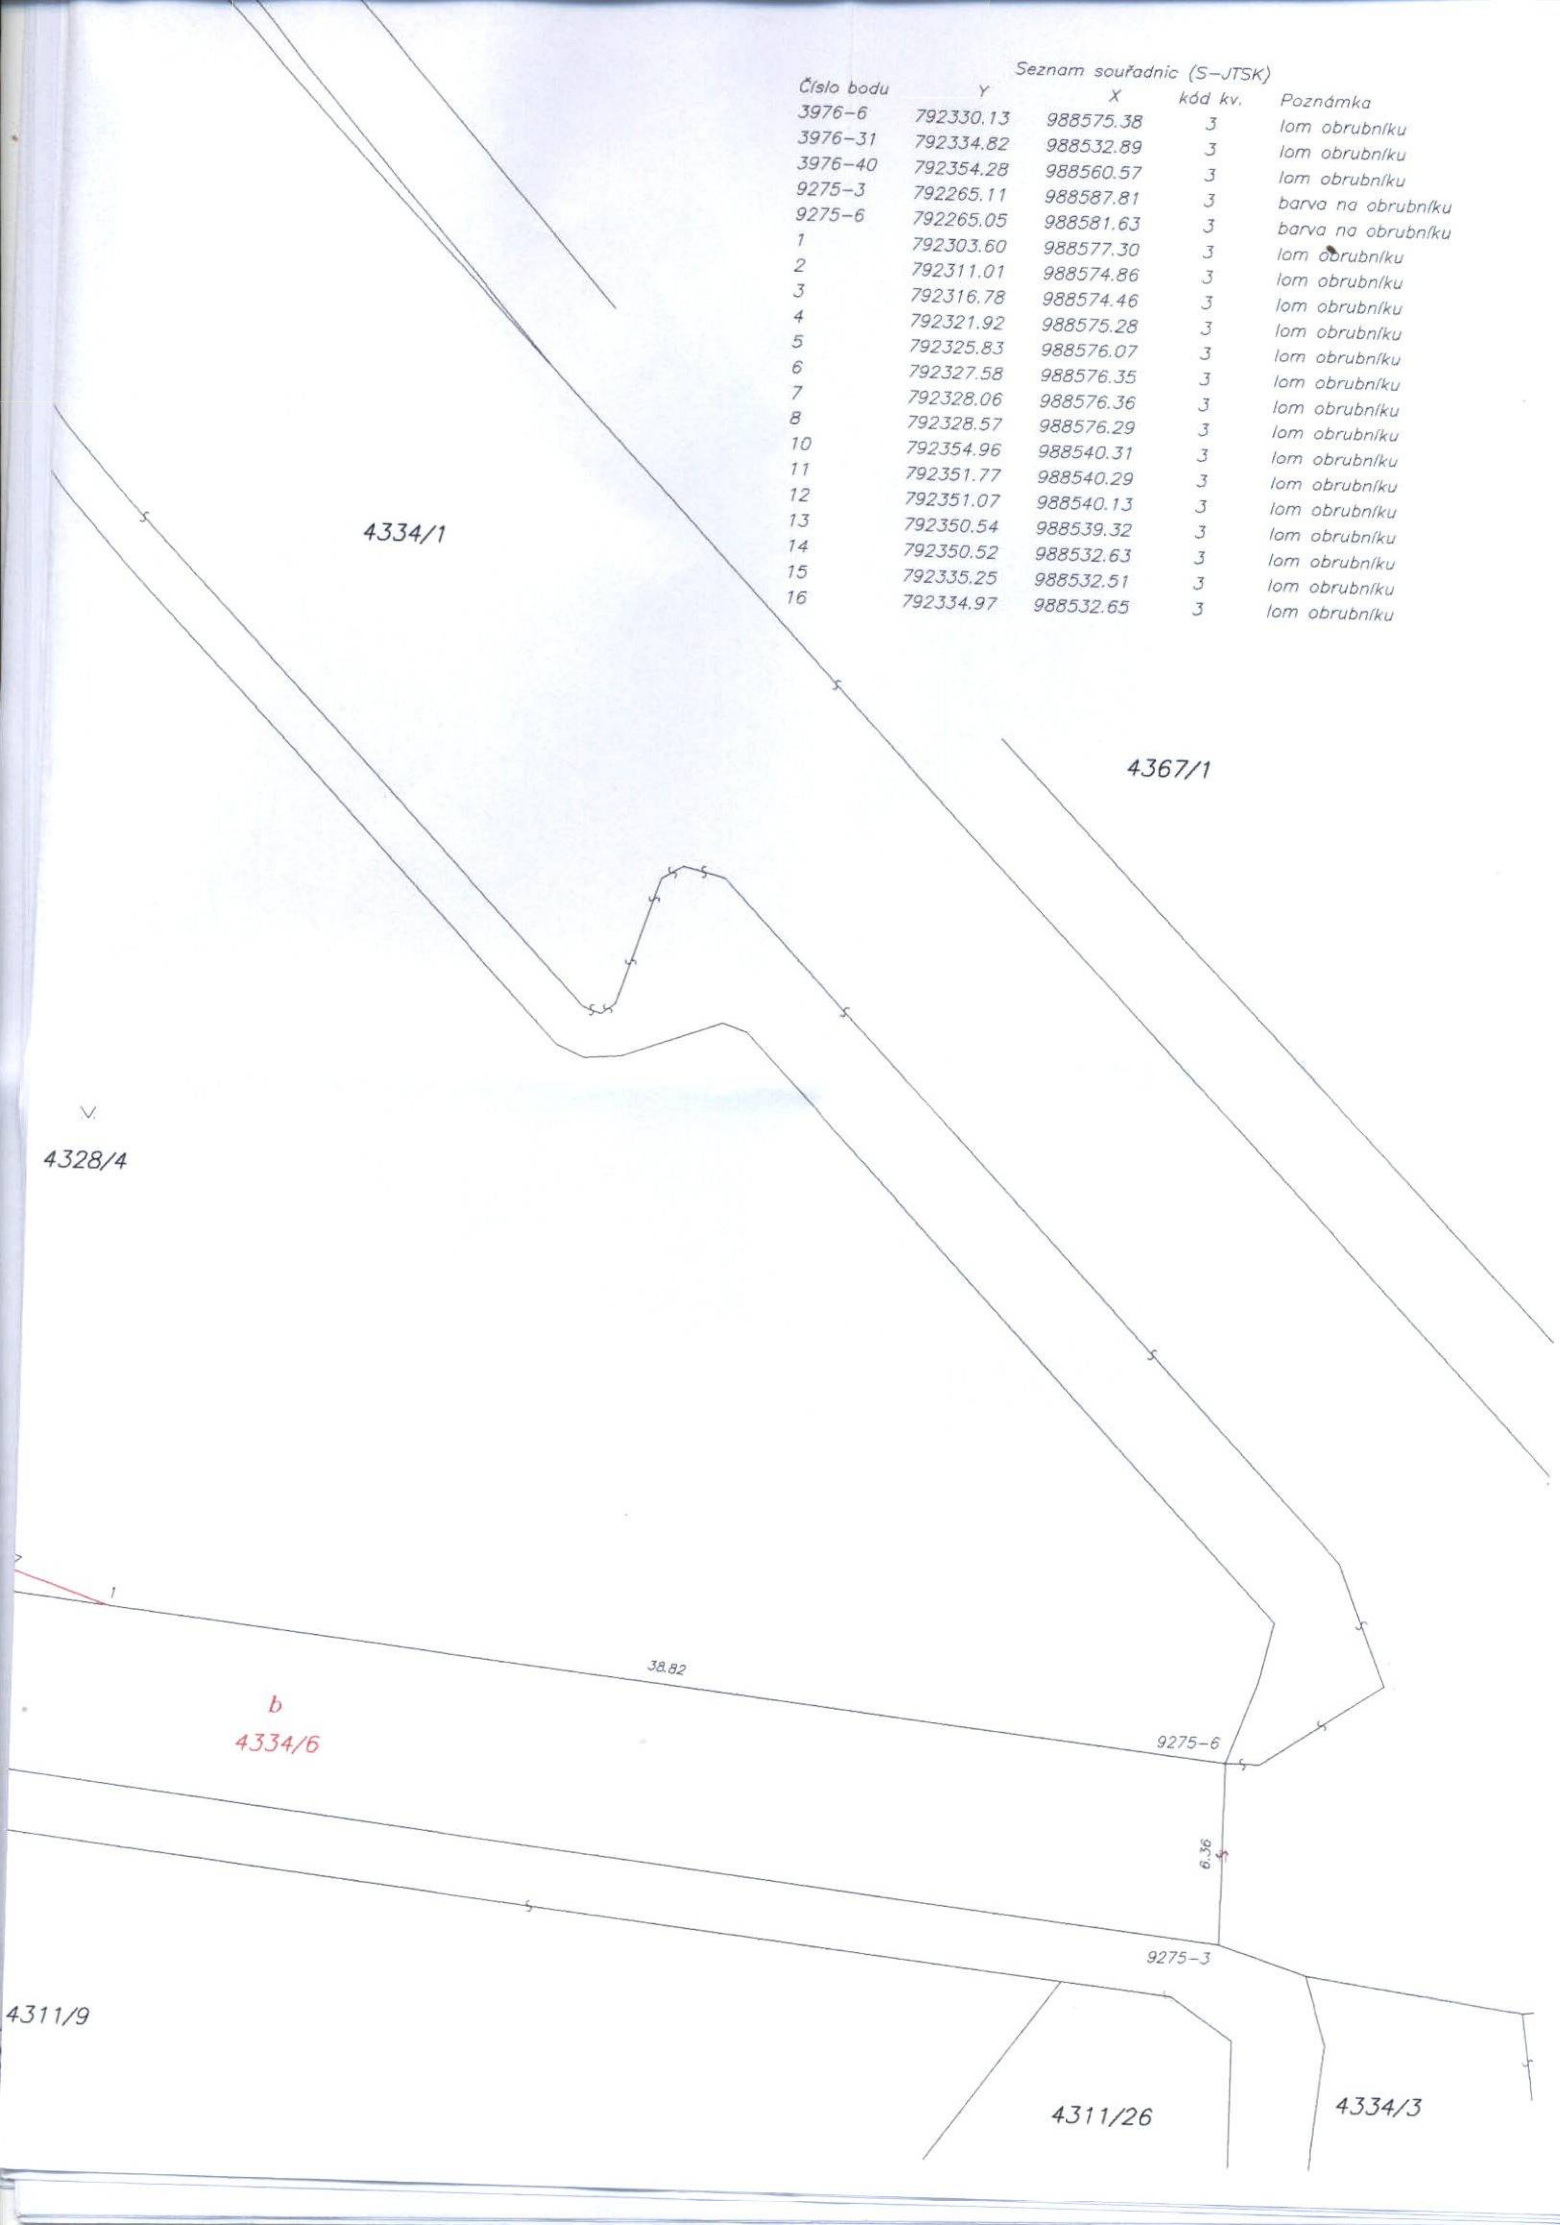 Seznam souřadnic (S-JTSK)
Číslo bodu Y X kód kv. Poznámka
3976-6 792330.13 988575.38 3 lom obrubníku
3976-31 792334.82 988532.89 3 lom obrubníku
3976-40 792354.28 988560.57 3 lom obrubníku
9275-3 792265.11 988587.81 3 barva na obrubníku
9275-6 792265.05 988581.63 3 barva na obrubníku
1 792303.60 988577.30 3 lom obrubníku
2 792311.01 988574.86 3 lom obrubníku
3 792316.78 988574.46 3 lom obrubníku
4 792321.92 988575.28 3 lom obrubníku
5 792325.83 988576.07 3 lom obrubníku
6 792327.58 988576.35 3 lom obrubníku
7 792328.06 988576.36 3 lom obrubníku
8 792328.57 988576.29 3 lom obrubníku
10 792354.96 988540.31 3 lom obrubníku
11 792351.77 988540.29 3 lom obrubníku
12 792351.07 988540.13 3 lom obrubníku
13 792350.54 988539.32 3 lom obrubníku
14 792350.52 988532.63 3 lom obrubníku
15 792335.25 988532.51 3 lom obrubníku
16 792334.97 988532.65 3 lom obrubníku
4334/1
4367/1
4328/4
1
38.82
b
4334/6
9275-6
6.36
9275-3
4311/9
4311/26
4334/3